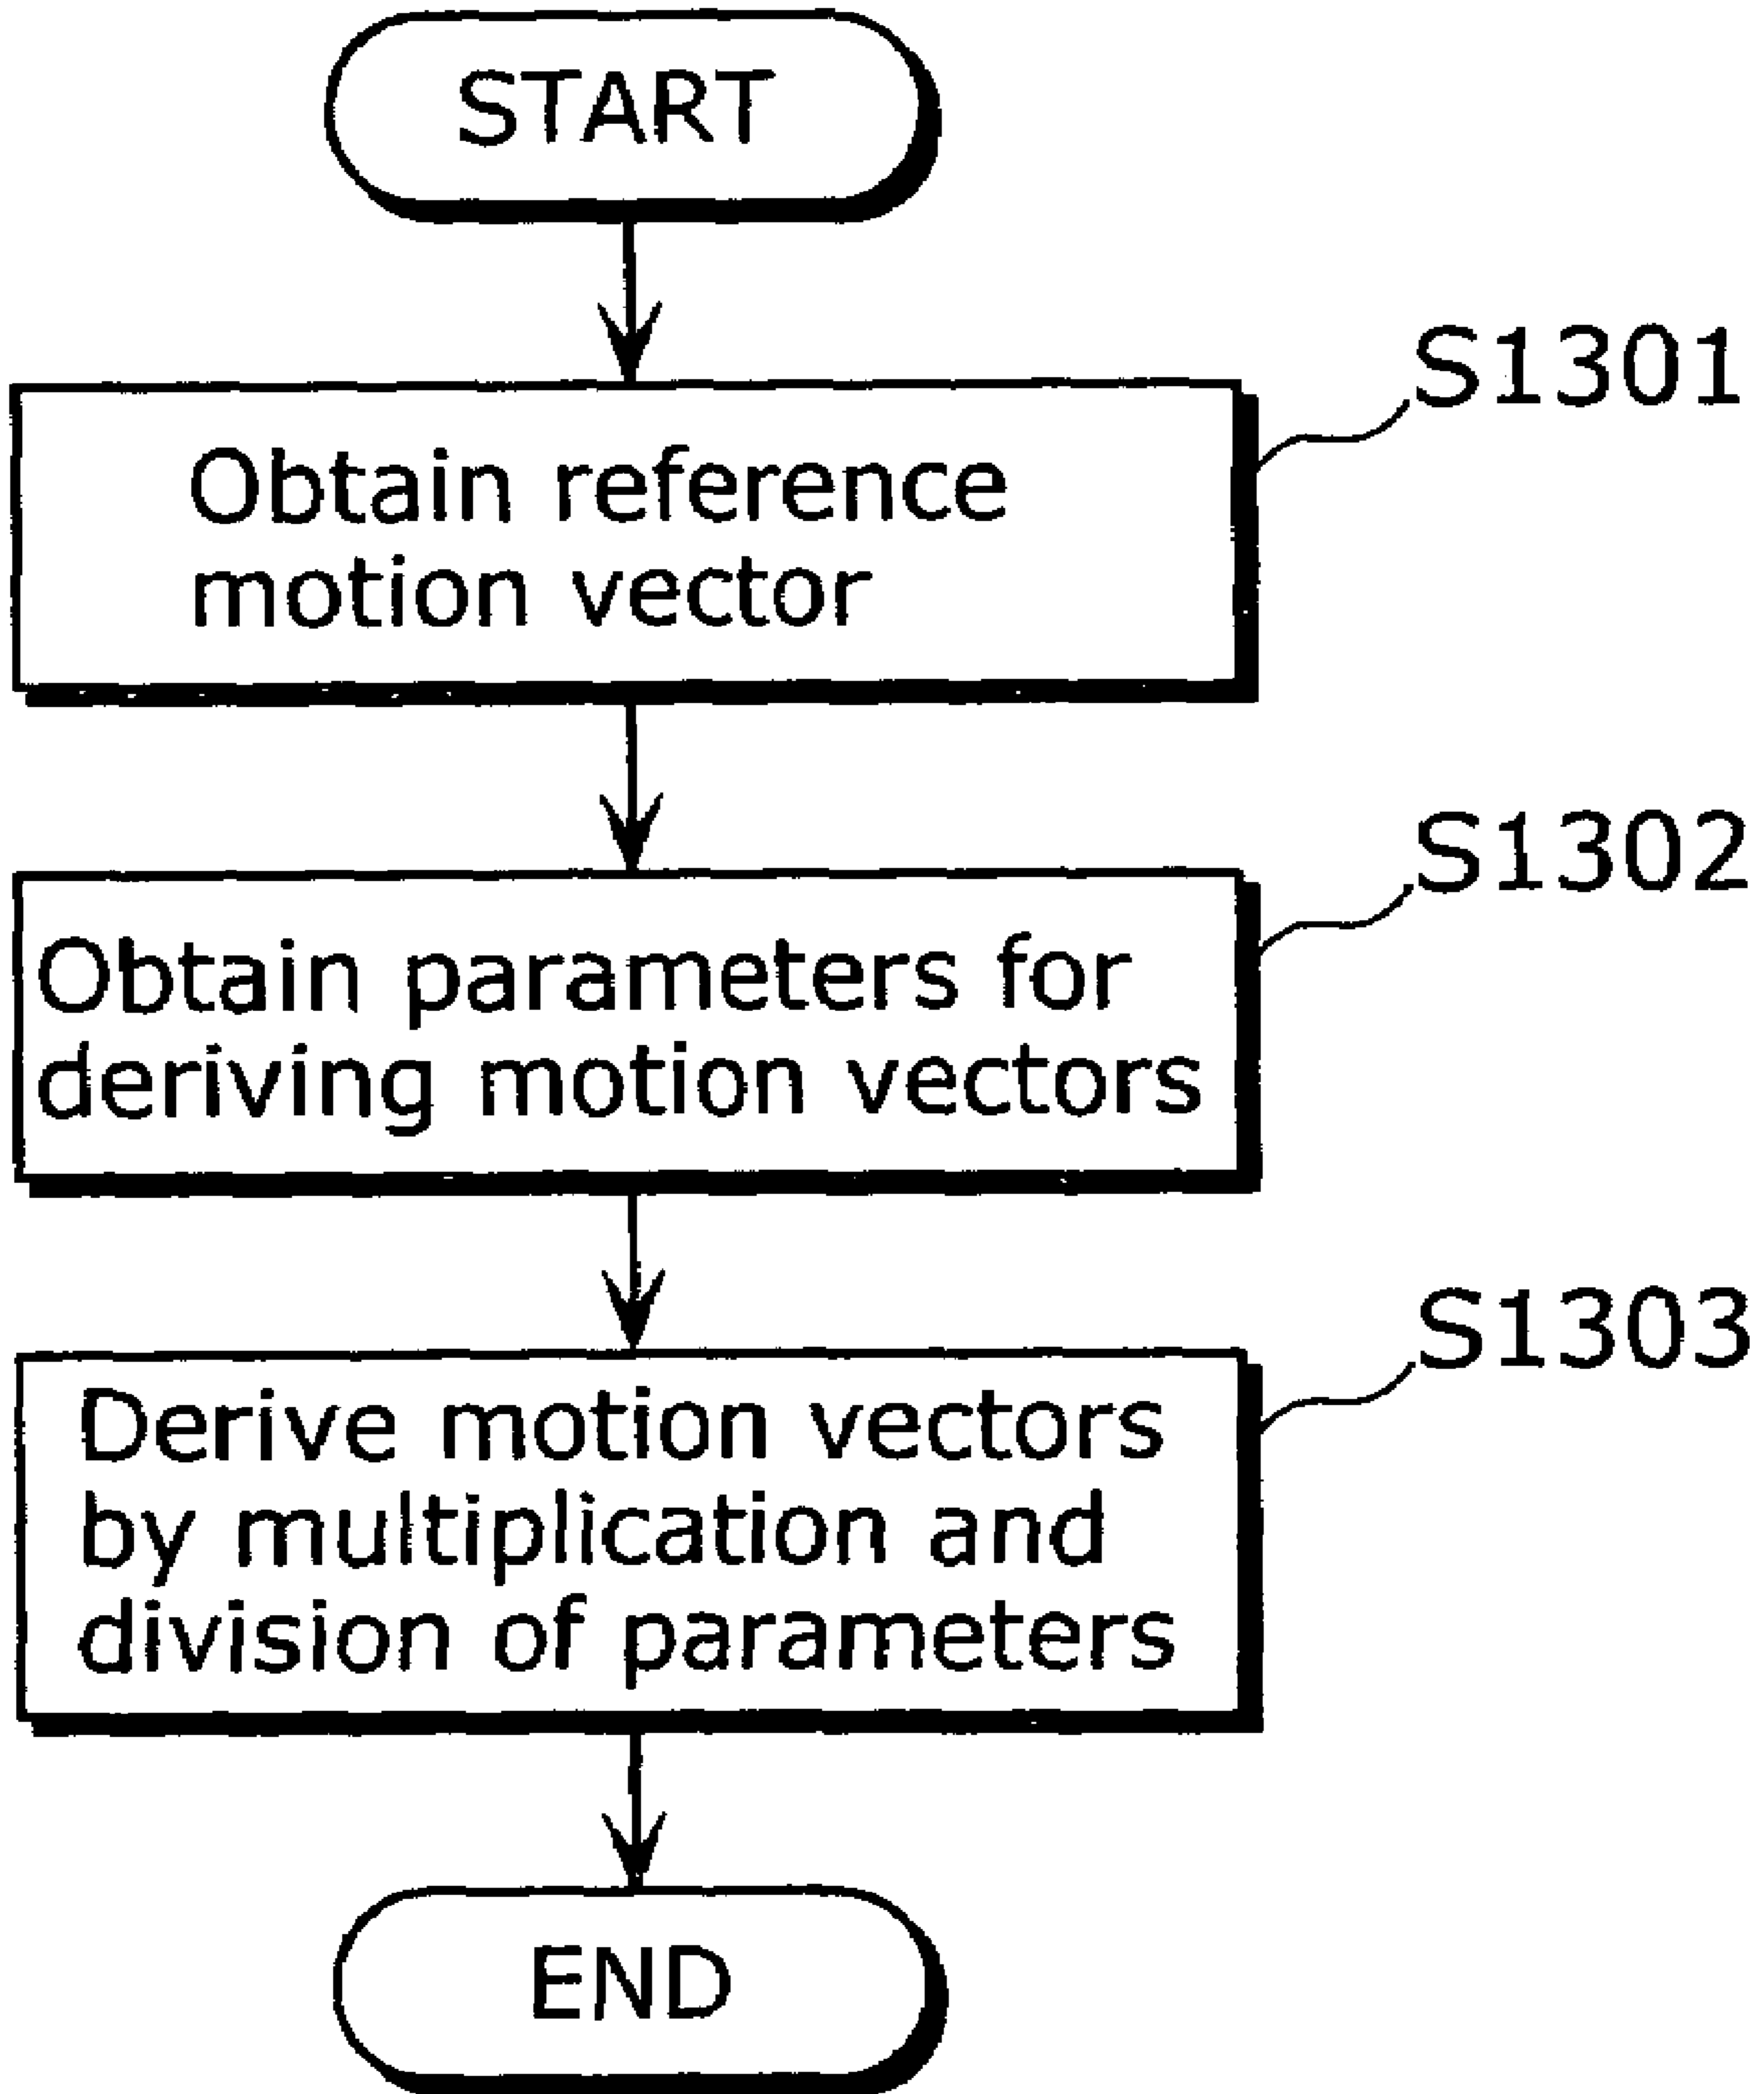 START
S1301
Obtain reference
motion vector
S1302
Obtain parameters for
deriving motion vectors
S1303
Derive motion vectors
by multiplication and
division of parameters
END